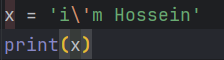 x = 'i\'m Hossein'
print(x)